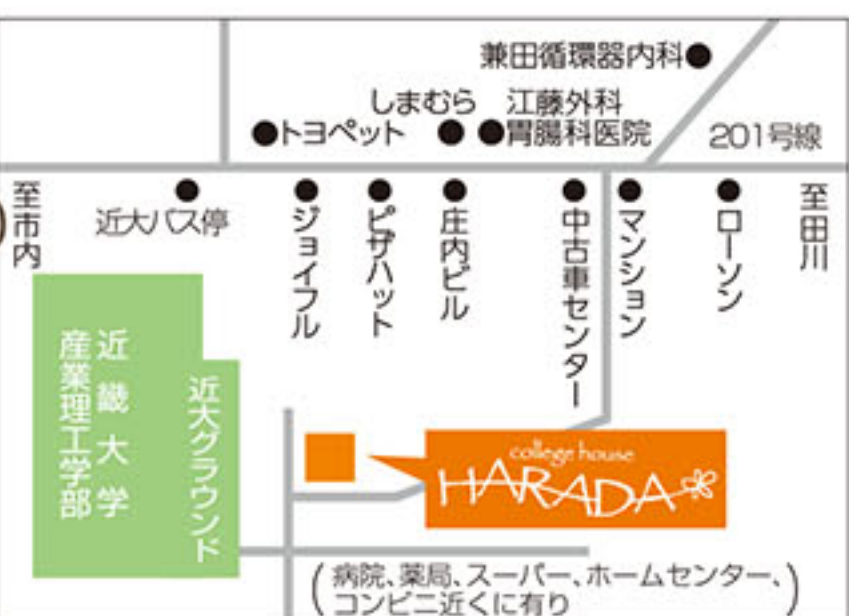 兼田循環器内科
しまむら
江藤外科
胃腸科医院
トヨペット
201号線
至市内
近大バス停
ジョイフル
ピザハット
庄内ビル
中古車センター
マンション
ローソン
至田川
近畿大学
産業理工学部
近大グラウンド
college house
HARADA
(病院、薬局、スーパー、ホームセンター、
コンビニ近くに有り)